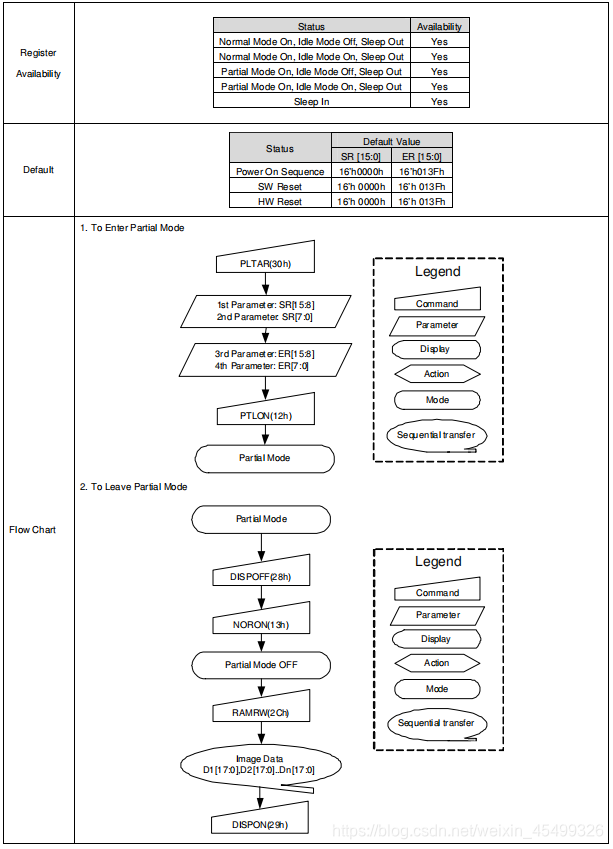 Register
Availability
Status Availability
Normal Mode On, Idle Mode Off, Sleep Out Yes
Normal Mode On, Idle Mode On, Sleep Out Yes
Partial Mode On, Idle Mode Off, Sleep Out Yes
Partial Mode On, Idle Mode On, Sleep Out Yes
Sleep In Yes
Default
Status Default Value
SR [15:0] ER [15:0]
Power On Sequence 16'h0000h 16'h013Fh
SW Reset 16'h 0000h 16'h 013Fh
HW Reset 16'h 0000h 16'h 013Fh
Flow Chart
1. To Enter Partial Mode
PLTAR(30h)
1st Parameter: SR[15:8]
2nd Parameter: SR[7:0]
3rd Parameter: ER[15:8]
4th Parameter: ER[7:0]
PTLON(12h)
Partial Mode
Legend
Command
Parameter
Display
Action
Mode
Sequential transfer
2. To Leave Partial Mode
Partial Mode
DISPOFF(28h)
NORON(13h)
Partial Mode OFF
RAMRW(2Ch)
Image Data
D1[17:0],D2[17:0]..Dn[17:0]
DISPON(29h)
Legend
Command
Parameter
Display
Action
Mode
Sequential transfer
https://blog.csdn.net/weixin_45499326